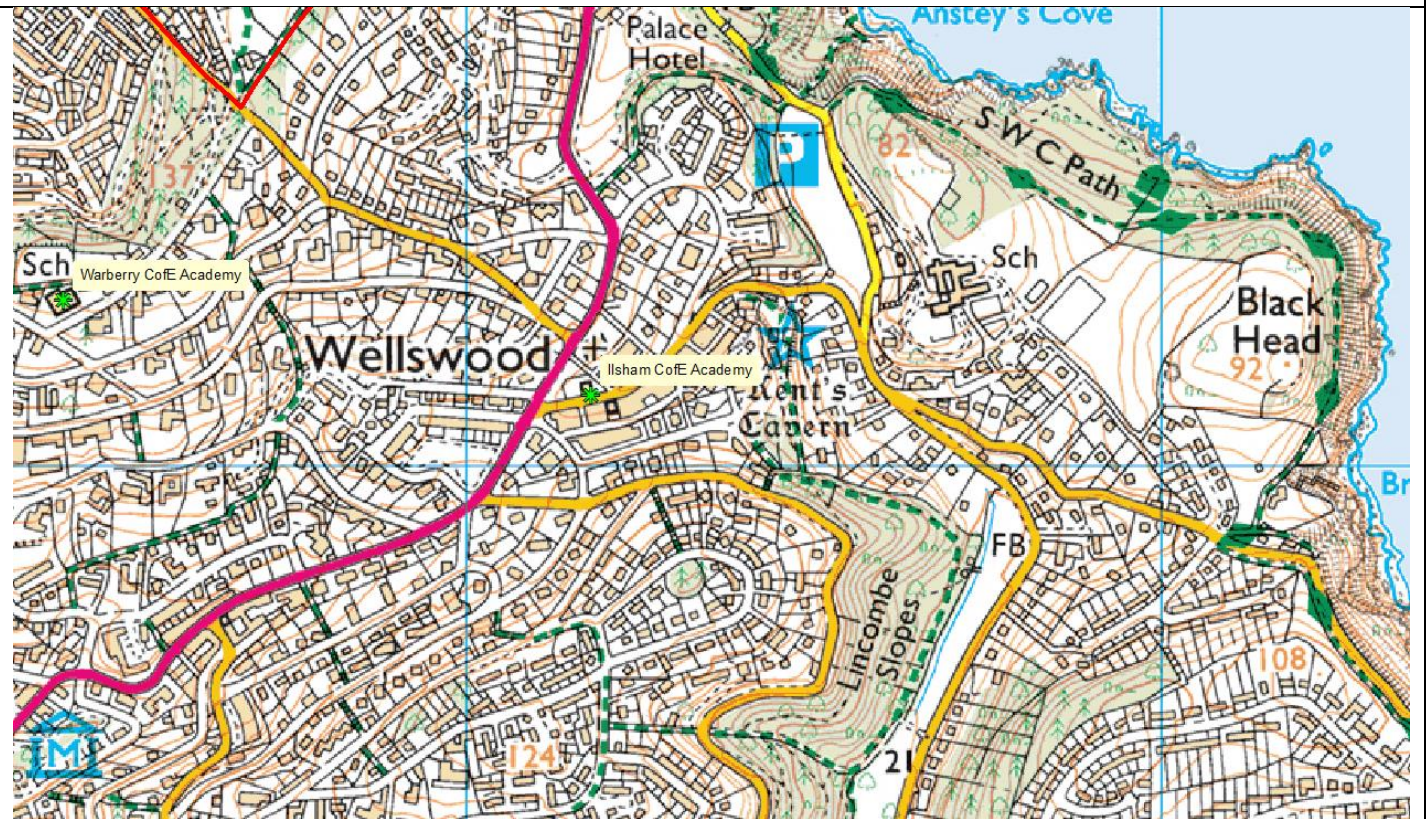 Anstey's Cove
Palace
Hotel
82
S W C Path
137
Sch
Warberry CofE Academy
Sch
Black
Head
92
Wellswood
Ilsham CofE Academy
Kent's
Cavern
Br
FB
Lincombe
Slopes
108
124
21
M